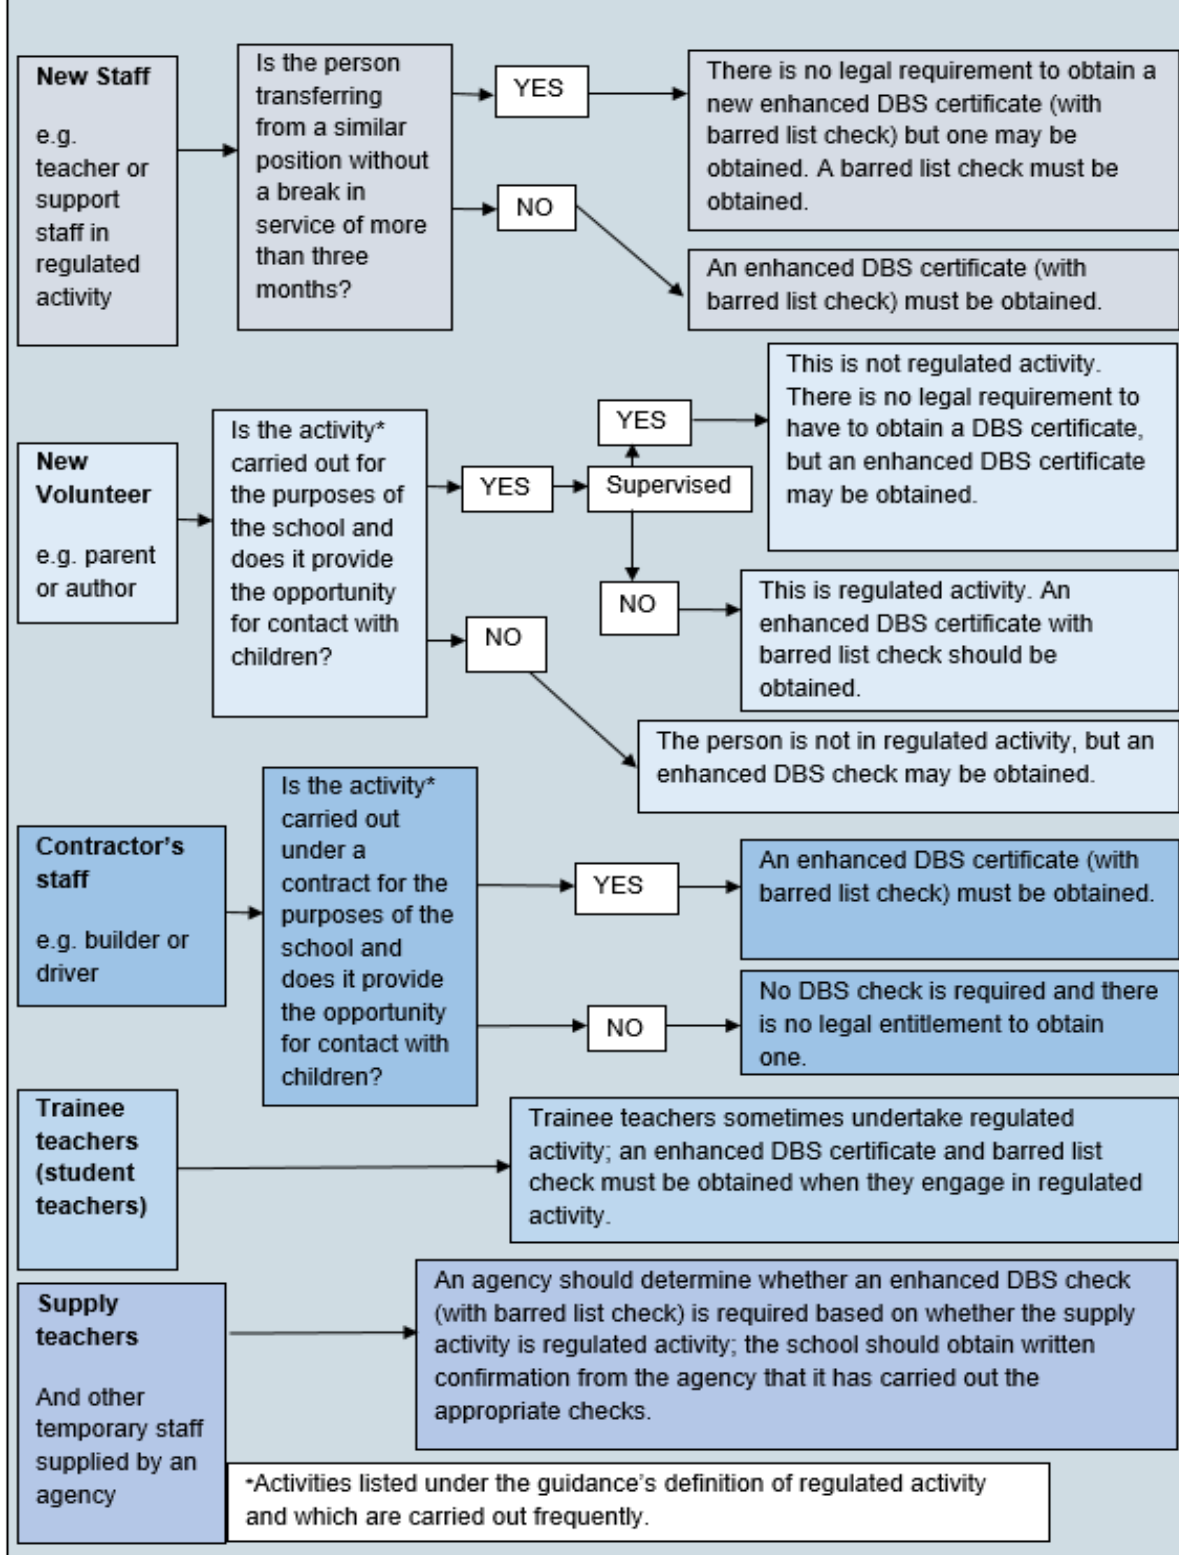 New Staff
e.g.
teacher or
support
staff in
regulated
activity
Is the person
transferring
from a similar
position without
a break in
service of more
than three
months?
YES
NO
There is no legal requirement to obtain a
new enhanced DBS certificate (with
barred list check) but one may be
obtained. A barred list check must be
obtained.
An enhanced DBS certificate (with
barred list check) must be obtained.
New
Volunteer
e.g. parent
or author
Is the activity*
carried out for
the purposes of
the school and
does it provide
the opportunity
for contact with
children?
YES
NO
Supervised
YES
NO
This is not regulated activity.
There is no legal requirement to
have to obtain a DBS certificate,
but an enhanced DBS certificate
may be obtained.
This is regulated activity. An
enhanced DBS certificate with
barred list check should be
obtained.
The person is not in regulated activity, but an
enhanced DBS check may be obtained.
Contractor's
staff
e.g. builder or
driver
Is the activity*
carried out
under a
contract for the
purposes of the
school and
does it provide
the opportunity
for contact with
children?
YES
NO
An enhanced DBS certificate (with
barred list check) must be obtained.
No DBS check is required and there
is no legal entitlement to obtain
one.
Trainee
teachers
(student
teachers)
Trainee teachers sometimes undertake regulated
activity; an enhanced DBS certificate and barred list
check must be obtained when they engage in regulated
activity.
Supply
teachers
And other
temporary staff
supplied by an
agency
An agency should determine whether an enhanced DBS check
(with barred list check) is required based on whether the supply
activity is regulated activity; the school should obtain written
confirmation from the agency that it has carried out the
appropriate checks.
*Activities listed under the guidance's definition of regulated activity
and which are carried out frequently.